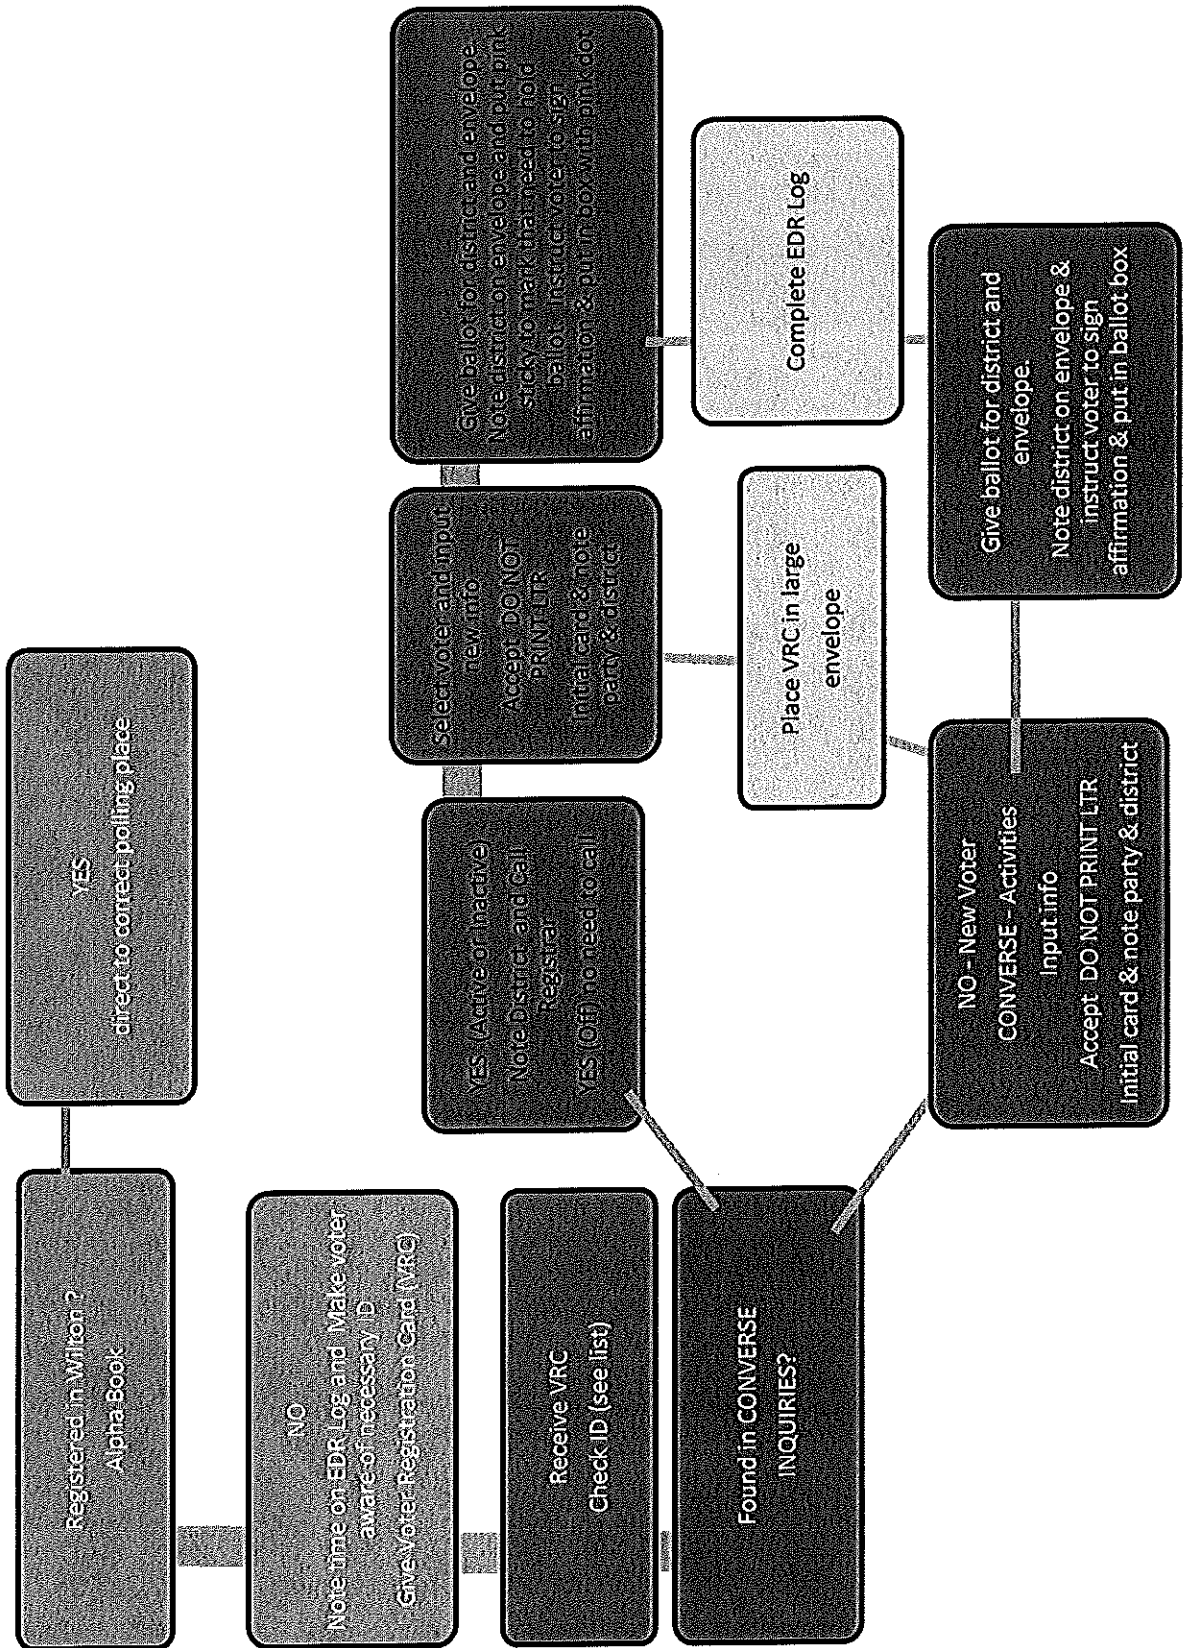 Registered in Wilton ?
Alpha Book
YES
direct to correct polling place
NO
Note time on EDR Log and Make voter
aware of necessary ID
Give Voter Registration Card (VRC)
Receive VRC
Check ID (see list)
Found in CONVERSE
INQUIRIES?
YES (Active or Inactive)
Note District and Call
Registrar
YES (Off) no need to call
Select voter and input
new info
Accept DO NOT
PRINT LTR
Initial card & note
party & district
Give ballot for district and envelope.
Note district on envelope and put pink
sticky to mark that need to hold
ballot. Instruct voter to sign
affirmation & put in box with pink dot
Place VRC in large
envelope
Complete EDR Log
NO – New Voter
CONVERSE – Activities
Input info
Accept DO NOT PRINT LTR
Initial card & note party & district
Give ballot for district and
envelope.
Note district on envelope &
instruct voter to sign
affirmation & put in ballot box